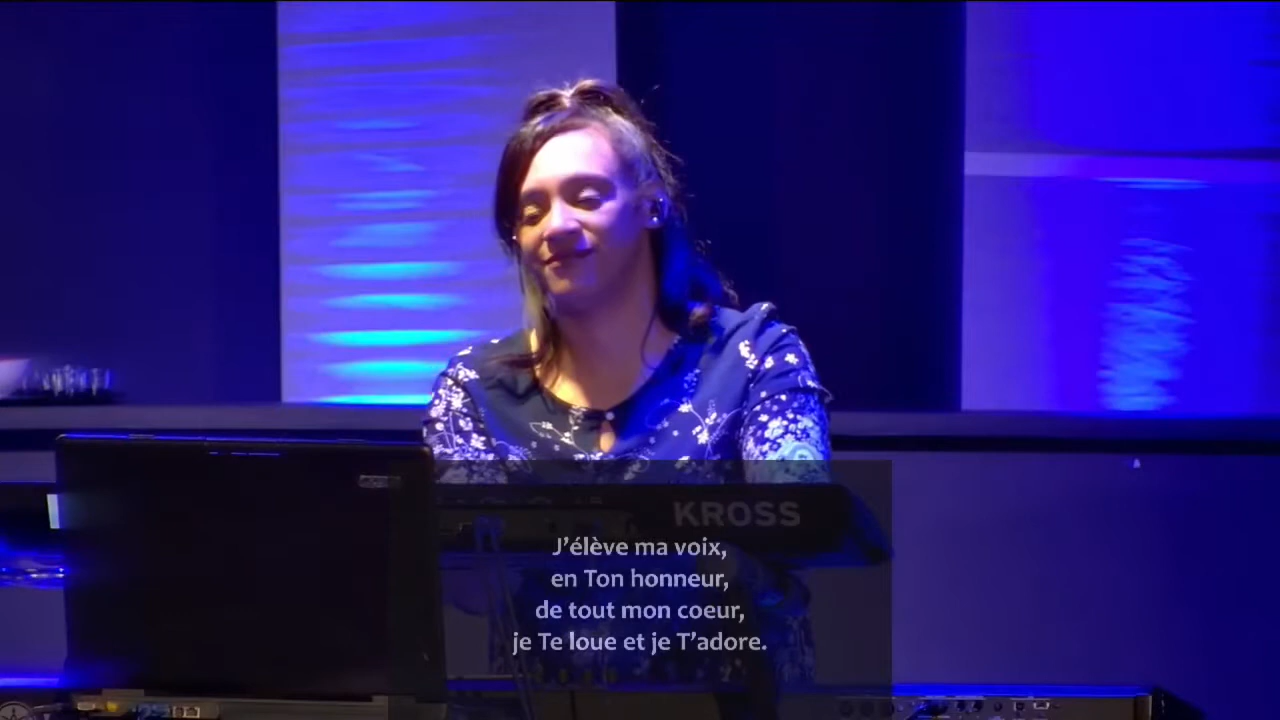 KROSS
J'élève ma voix,
en Ton honneur,
de tout mon coeur,
je Te loue et je T'adore.